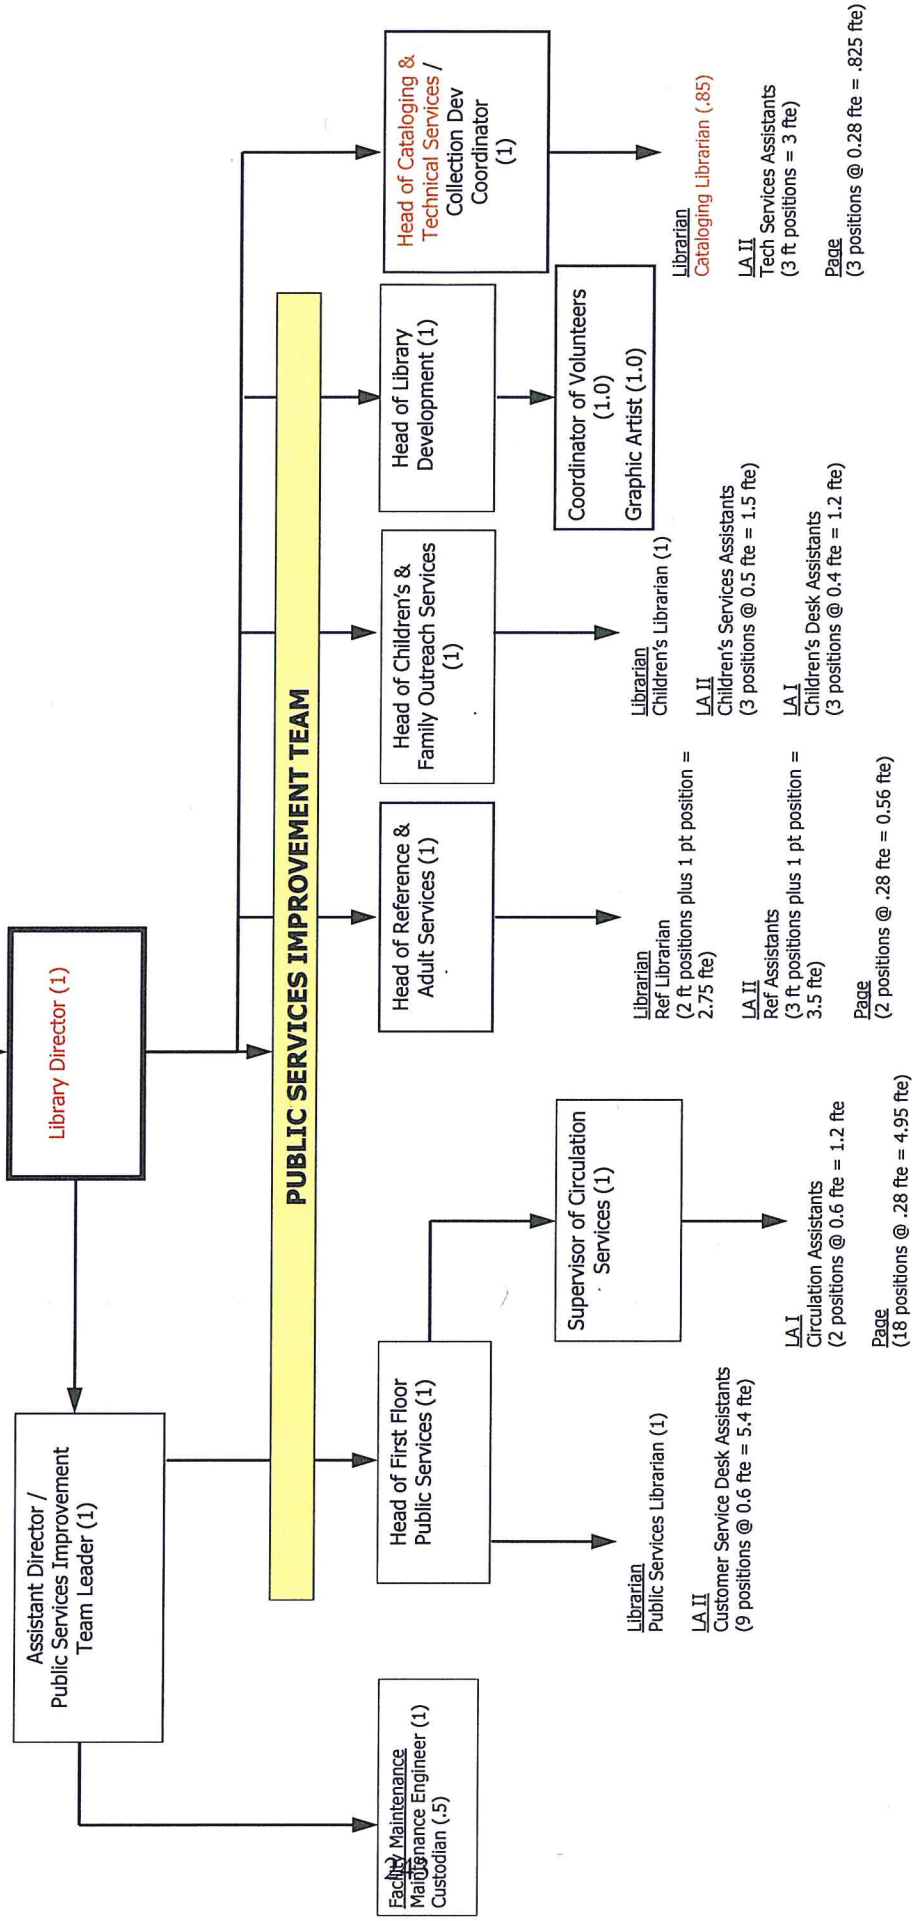 Library Director (1)
Assistant Director /
Public Services Improvement
Team Leader (1)
PUBLIC SERVICES IMPROVEMENT TEAM
Facility Maintenance
Maintenance Engineer (1)
Custodian (.5)
Head of First Floor
Public Services (1)
Head of Reference &
Adult Services (1)
Head of Children's &
Family Outreach Services
(1)
Head of Library
Development (1)
Head of Cataloging &
Technical Services /
Collection Dev
Coordinator
(1)
Supervisor of Circulation
Services (1)
Coordinator of Volunteers
(1.0)
Graphic Artist (1.0)
Librarian
Public Services Librarian (1)
LA II
Customer Service Desk Assistants
(9 positions @ 0.6 fte = 5.4 fte)
LA I
Circulation Assistants
(2 positions @ 0.6 fte = 1.2 fte
Page
(18 positions @ .28 fte = 4.95 fte)
Librarian
Ref Librarian
(2 ft positions plus 1 pt position =
2.75 fte)
LA II
Ref Assistants
(3 ft positions plus 1 pt position =
3.5 fte)
Page
(2 positions @ .28 fte = 0.56 fte)
Librarian
Children's Librarian (1)
LA II
Children's Services Assistants
(3 positions @ 0.5 fte = 1.5 fte)
LA I
Children's Desk Assistants
(3 positions @ 0.4 fte = 1.2 fte)
Librarian
Cataloging Librarian (.85)
LA II
Tech Services Assistants
(3 ft positions = 3 fte)
Page
(3 positions @ 0.28 fte = .825 fte)